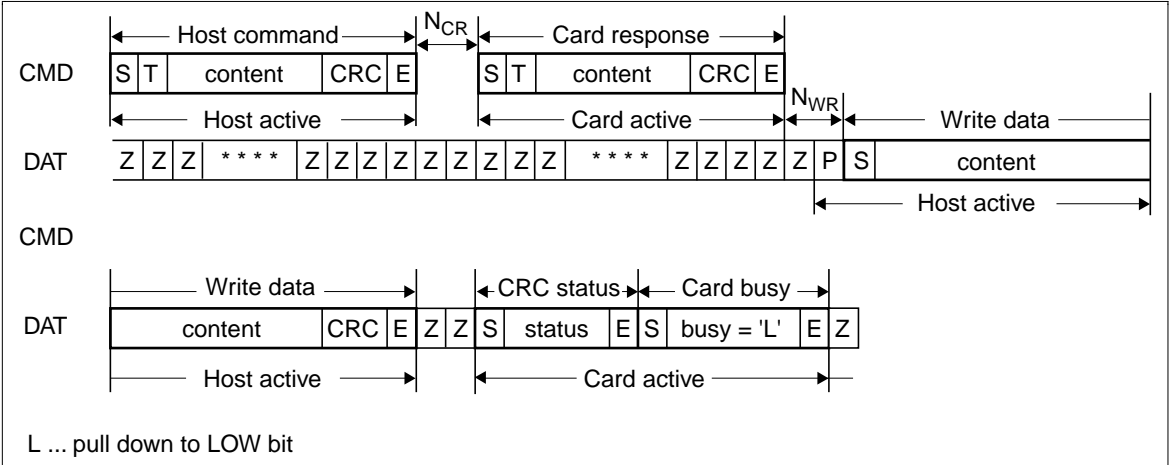 Host command NCR Card response
CMD S T content CRC E S T content CRC E
Host active Card active NWR Write data
DAT Z Z Z * * * * Z Z Z Z Z Z Z Z Z * * * * Z Z Z Z Z P S content
Host active
CMD
Write data CRC status Card busy
DAT content CRC E Z Z S status E S busy = 'L' E Z
Host active Card active
L ... pull down to LOW bit